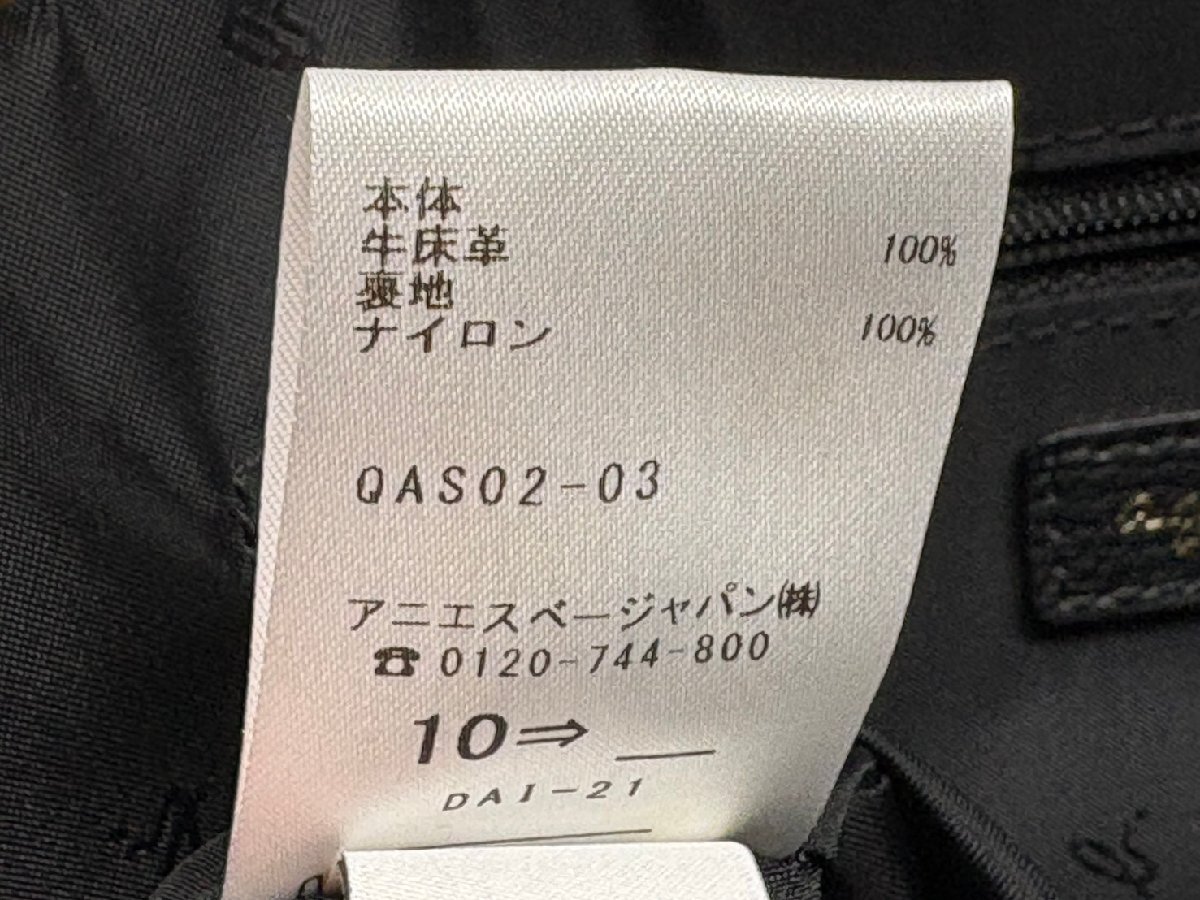 本体
牛床革 100%
裏地
ナイロン 100%
QAS02-03
アニエスベージャパン㈱
☎ 0120-744-800
10⇒__
DAI-21